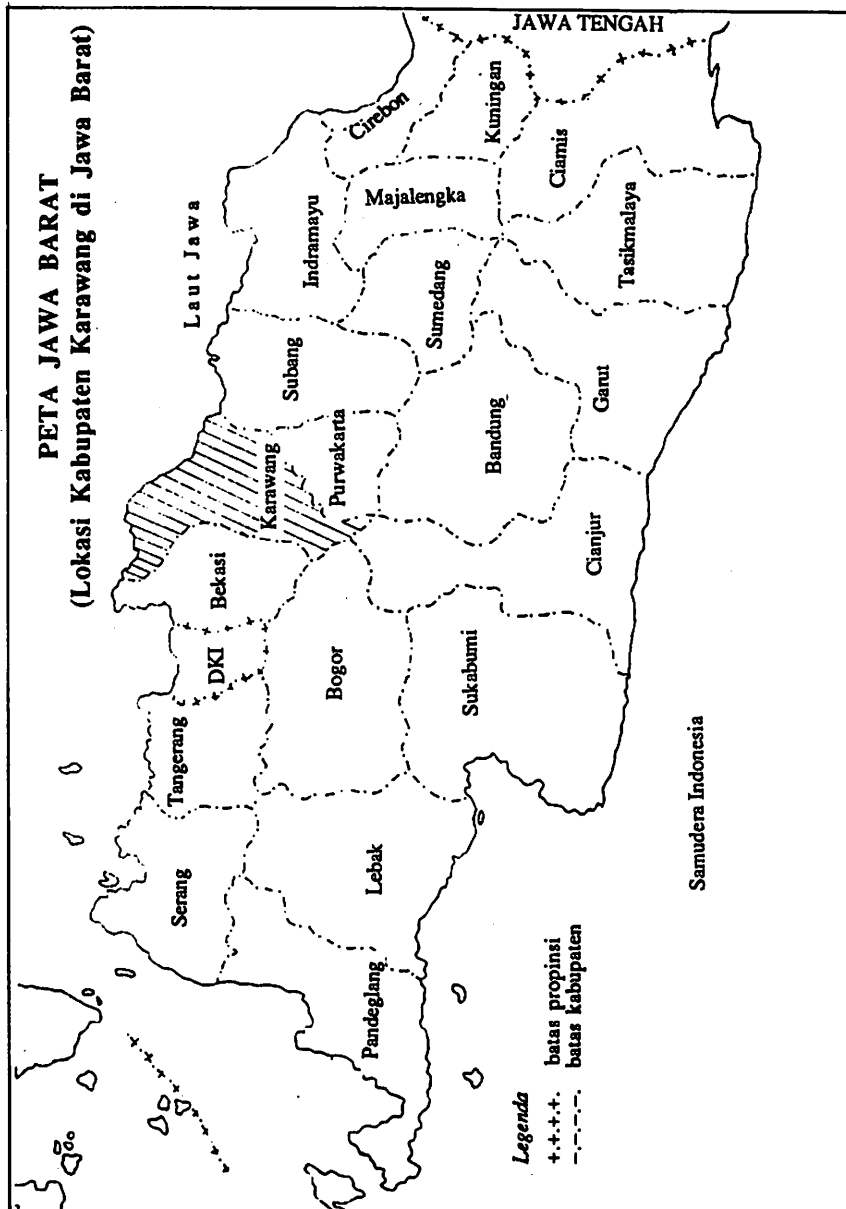 PETA JAWA BARAT
(Lokasi Kabupaten Karawang di Jawa Barat)
Laut Jawa
JAWA TENGAH
Serang
Tangerang
DKI
Bekasi
Karawang
Subang
Indramayu
Cirebon
Pandeglang
Lebak
Bogor
Purwakarta
Sumedang
Majalengka
Kuningan
Sukabumi
Cianjur
Bandung
Garut
Tasikmalaya
Ciamis
Samudera Indonesia
Legenda
+.+.+.+. batas propinsi
-.-.-.-. batas kabupaten